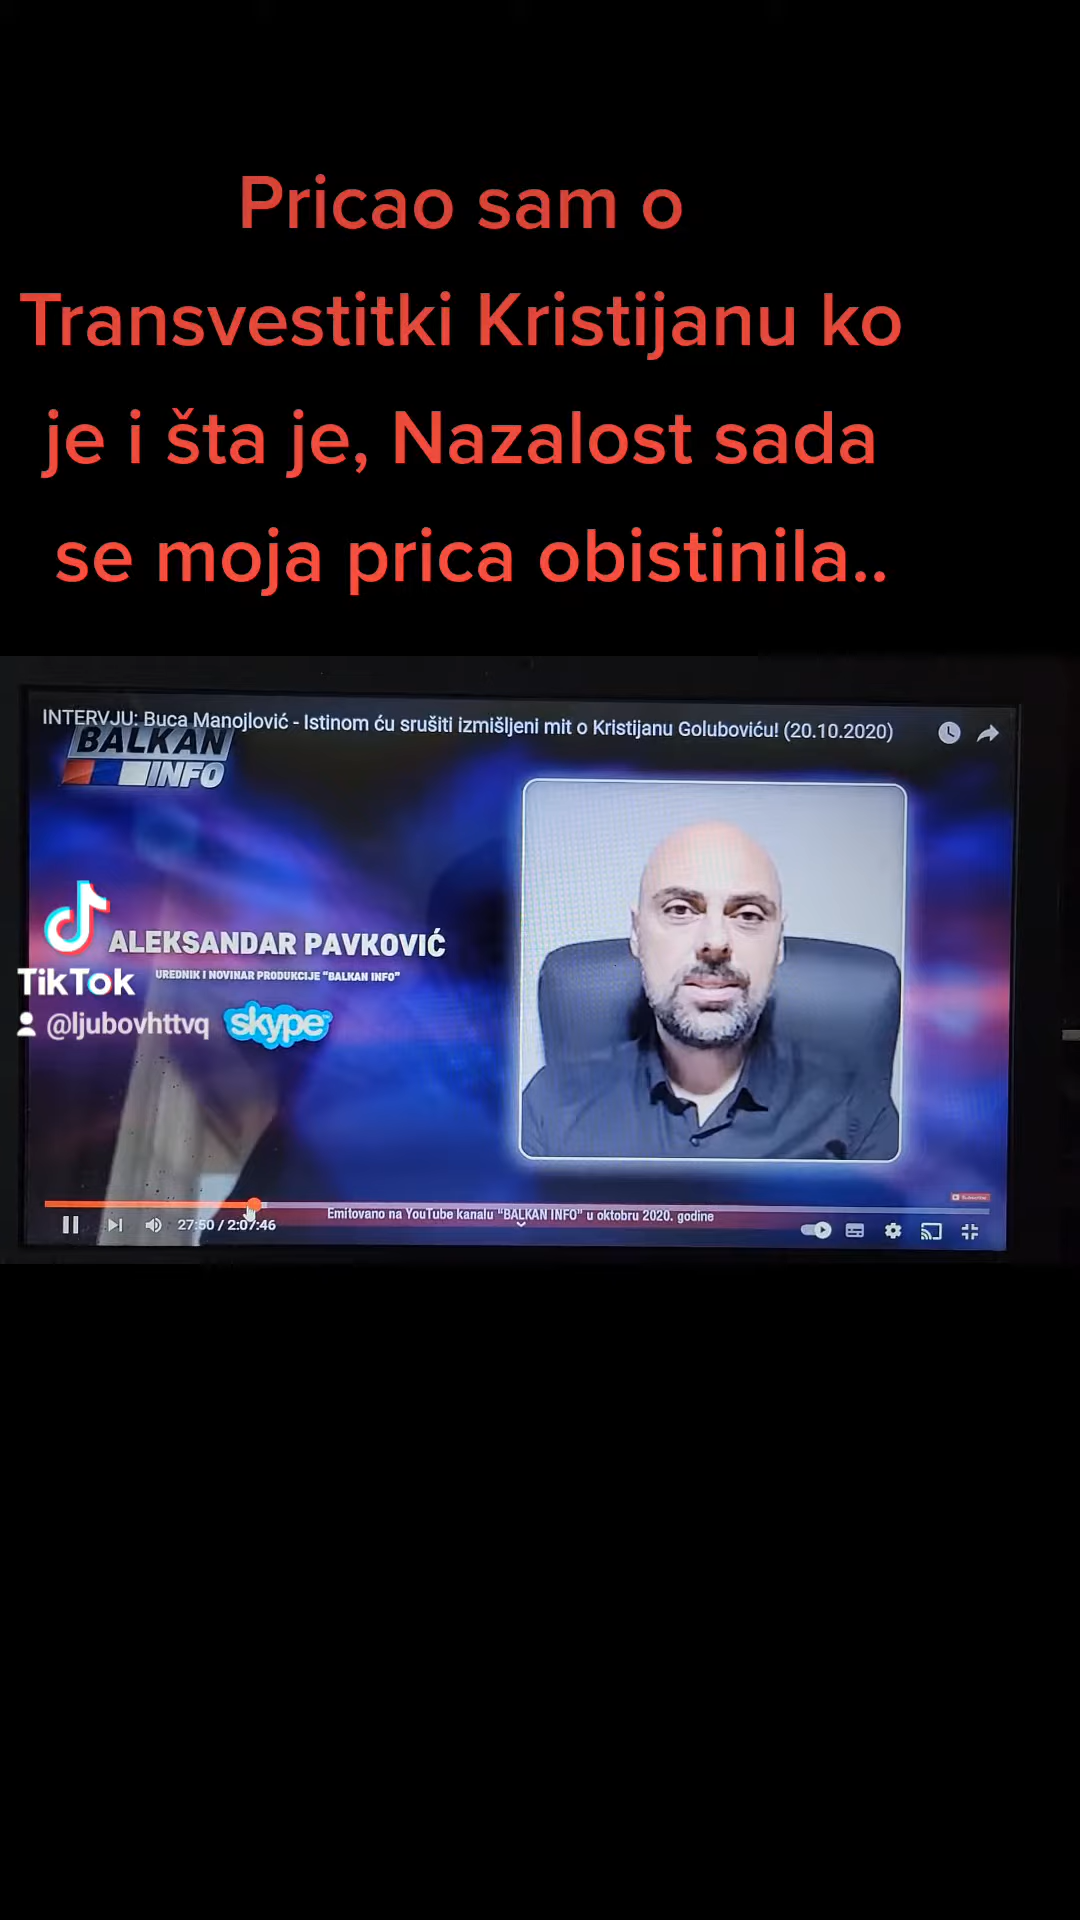 Pricao sam o
Transvestitki Kristijanu ko
je i šta je, Nazalost sada
se moja prica obistinila..
INTERVJU: Buca Manojlović - Istinom ću srušiti izmišljeni mit o Kristijanu Goluboviću! (20.10.2020)
BALKAN
INFO
ALEKSANDAR PAVKOVIĆ
UREDNIK I NOVINAR PRODUKCIJE "BALKAN INFO"
TikTok
@ljubovhttvq
skype
Emitovano na YouTube kanalu "BALKAN INFO" u oktobru 2020. godine
27:50 / 2:07:46